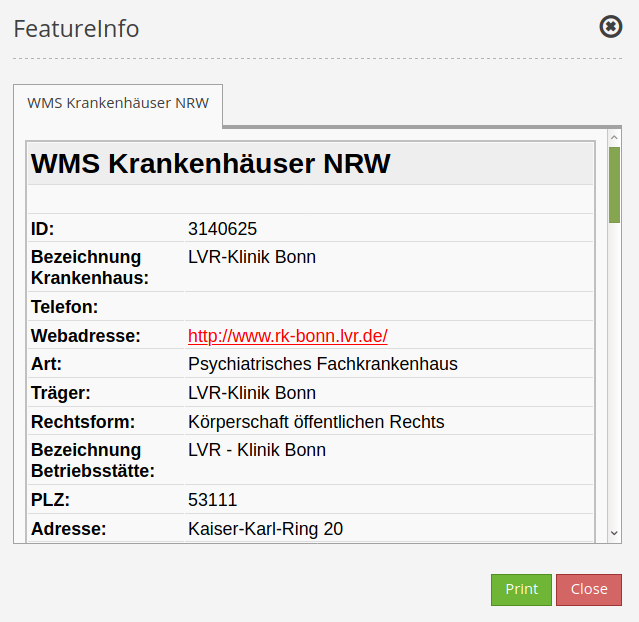 FeatureInfo
WMS Krankenhäuser NRW
WMS Krankenhäuser NRW
ID: 3140625
Bezeichnung LVR-Klinik Bonn
Krankenhaus:
Telefon:
Webadresse: http://www.rk-bonn.lvr.de/
Art: Psychiatrisches Fachkrankenhaus
Träger: LVR-Klinik Bonn
Rechtsform: Körperschaft öffentlichen Rechts
Bezeichnung LVR - Klinik Bonn
Betriebsstätte:
PLZ: 53111
Adresse: Kaiser-Karl-Ring 20
Print Close